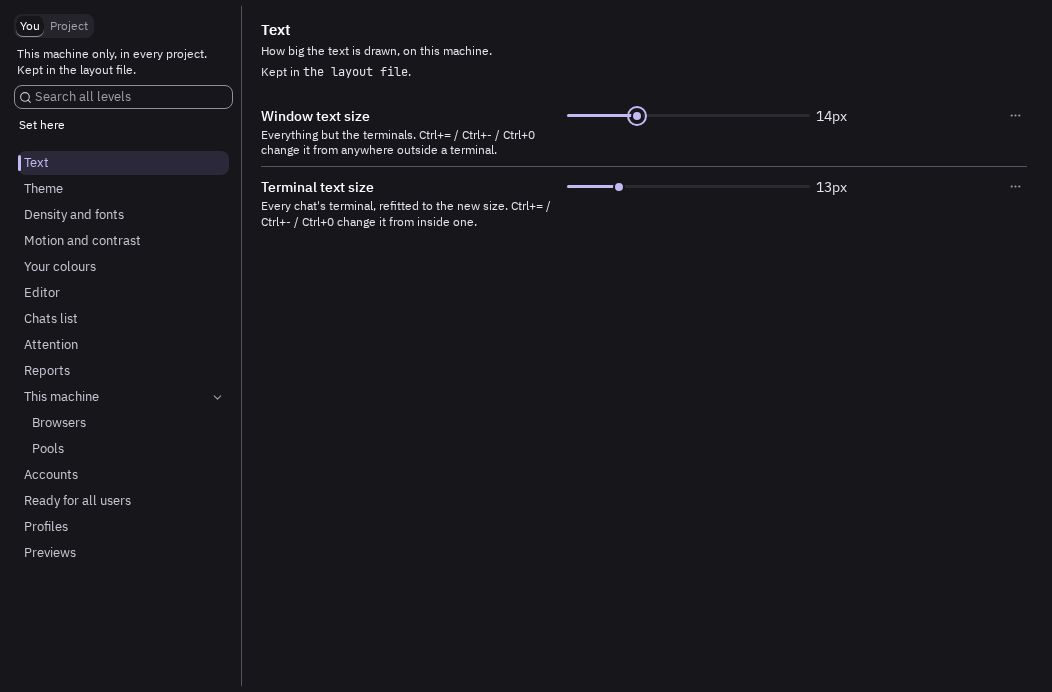 You Project
This machine only, in every project.
Kept in the layout file.
Search all levels
Set here
Text
Theme
Density and fonts
Motion and contrast
Your colours
Editor
Chats list
Attention
Reports
This machine
Browsers
Pools
Accounts
Ready for all users
Profiles
Previews
Text
How big the text is drawn, on this machine.
Kept in the layout file.
Window text size
Everything but the terminals. Ctrl+= / Ctrl+- / Ctrl+0
change it from anywhere outside a terminal.
14px
Terminal text size
Every chat's terminal, refitted to the new size. Ctrl+= /
Ctrl+- / Ctrl+0 change it from inside one.
13px